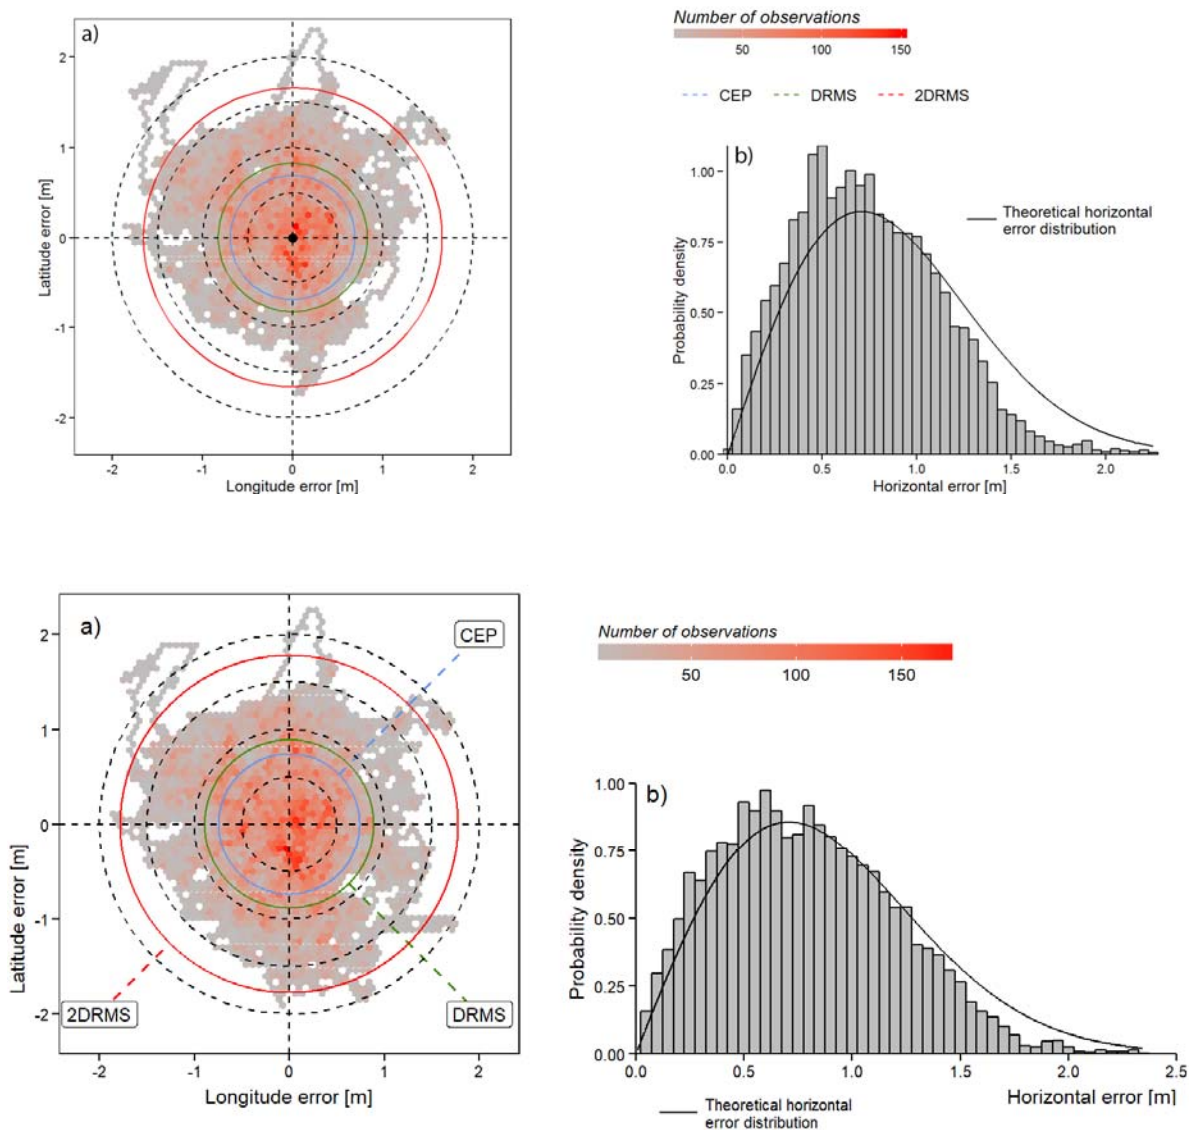 a)
2
1
0
-1
-2
Latitude error [m]
-2
-1
0
1
2
Longitude error [m]
Number of observations
50
100
150
CEP
DRMS
2DRMS
b)
1.00
0.75
0.50
0.25
0.00
Probability density
Theoretical horizontal
error distribution
0.0
0.5
1.0
1.5
2.0
Horizontal error [m]
a)
CEP
2
1
0
-1
-2
Latitude error [m]
2DRMS
DRMS
-2
-1
0
1
2
Longitude error [m]
Number of observations
50
100
150
b)
1.00
0.75
0.50
0.25
0.00
Probability density
0.0
0.5
1.0
1.5
2.0
2.5
Horizontal error [m]
Theoretical horizontal
error distribution